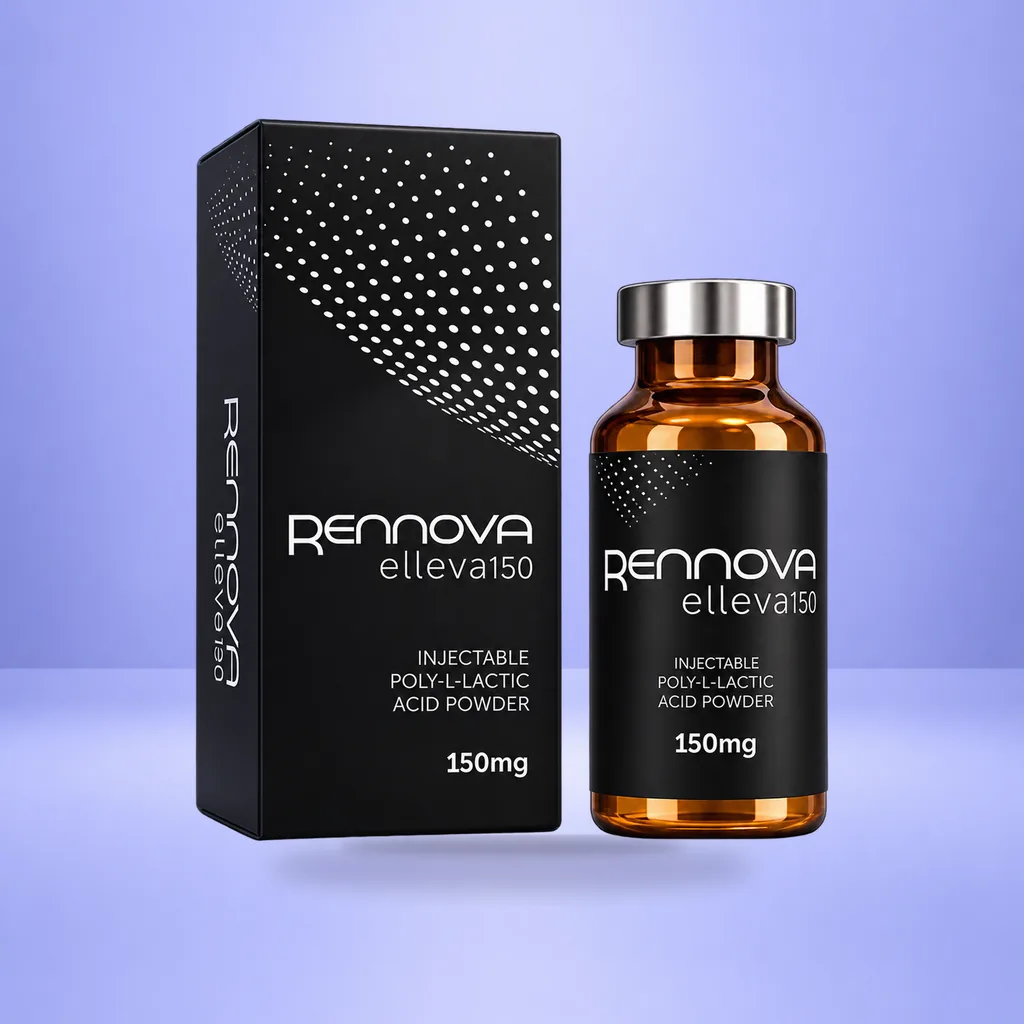 RENNOVA
elleva150
RENNOVA
elleva150
INJECTABLE
POLY-L-LACTIC
ACID POWDER
150mg
RENNOVA
elleva150
INJECTABLE
POLY-L-LACTIC
ACID POWDER
150mg